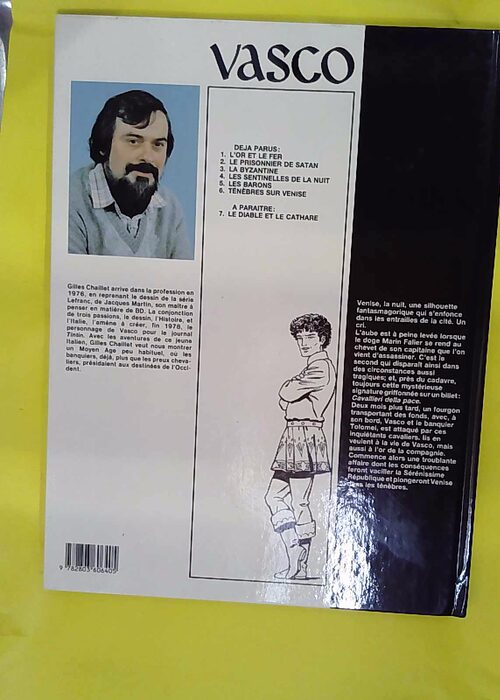 vasco
DEJA PARUS:
1. L'OR ET LE FER
2. LE PRISONNIER DE SATAN
3. LA BYZANTINE
4. LES SENTINELLES DE LA NUIT
5. LES BARONS
6. TÉNÈBRES SUR VENISE
A PARAITRE:
7. LE DIABLE ET LE CATHARE
Gilles Chaillet arrive dans la profession en
1976, en reprenant le dessin de la série
Lefranc, de Jacques Martin, son maître à
penser en matière de BD. La conjonction
de trois passions, le dessin, l'Histoire, et
l'Italie, l'amène à créer, fin 1978, le
personnage de Vasco pour le journal
Tintin. Avec les aventures de ce jeune
Italien, Gilles Chaillet veut nous montrer
un Moyen Age peu habituel, où les
banquiers, déjà, plus que les preux cheva-
liers, présidaient aux destinées de l'Occi-
dent.
Venise, la nuit, une silhouette
fantasmagorique qui s'enfonce
dans les entrailles de la cité. Un
cri.
L'aube est à peine levée lorsque
le doge Marin Falier se rend au
chevet de son capitaine que l'on
vient d'assassiner. C'est le
second qui disparaît ainsi dans
des circonstances aussi
tragiques; et, près du cadavre,
toujours cette mystérieuse
signature griffonnée sur un billet:
Cavallieri della pace.
Deux mois plus tard, un fourgon
transportant des fonds, avec, à
son bord, Vasco et le banquier
Tolomei, est attaqué par ces
inquiétants cavaliers. Ils en
veulent à la vie de Vasco, mais
aussi à l'or de la compagnie.
Commence alors une troublante
affaire dont les conséquences
feront vaciller la Sérénissime
République et plongeront Venise
dans les ténèbres.
9 782803 606405